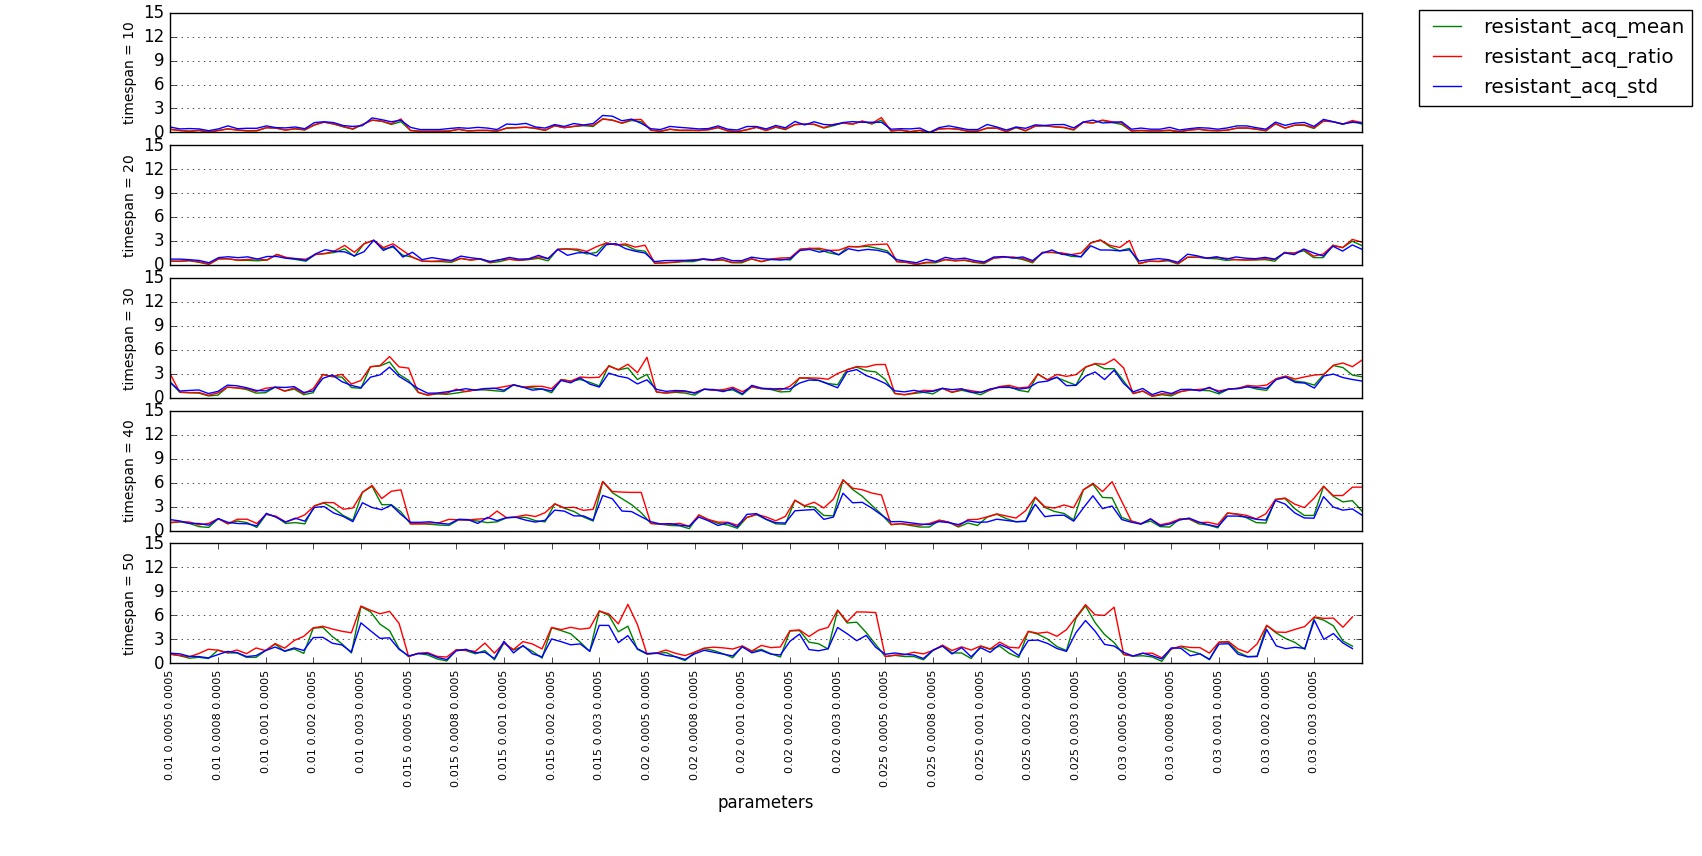 resistant_acq_mean
resistant_acq_ratio
resistant_acq_std
timespan = 10
15
12
9
6
3
0
timespan = 20
15
12
9
6
3
0
timespan = 30
15
12
9
6
3
0
timespan = 40
15
12
9
6
3
0
timespan = 50
15
12
9
6
3
0
0.01 0.0005 0.0005
0.01 0.0008 0.0005
0.01 0.001 0.0005
0.01 0.002 0.0005
0.01 0.003 0.0005
0.015 0.0005 0.0005
0.015 0.0008 0.0005
0.015 0.001 0.0005
0.015 0.002 0.0005
0.015 0.003 0.0005
0.02 0.0005 0.0005
0.02 0.0008 0.0005
0.02 0.001 0.0005
0.02 0.002 0.0005
0.02 0.003 0.0005
0.025 0.0005 0.0005
0.025 0.0008 0.0005
0.025 0.001 0.0005
0.025 0.002 0.0005
0.025 0.003 0.0005
0.03 0.0005 0.0005
0.03 0.0008 0.0005
0.03 0.001 0.0005
0.03 0.002 0.0005
0.03 0.003 0.0005
parameters